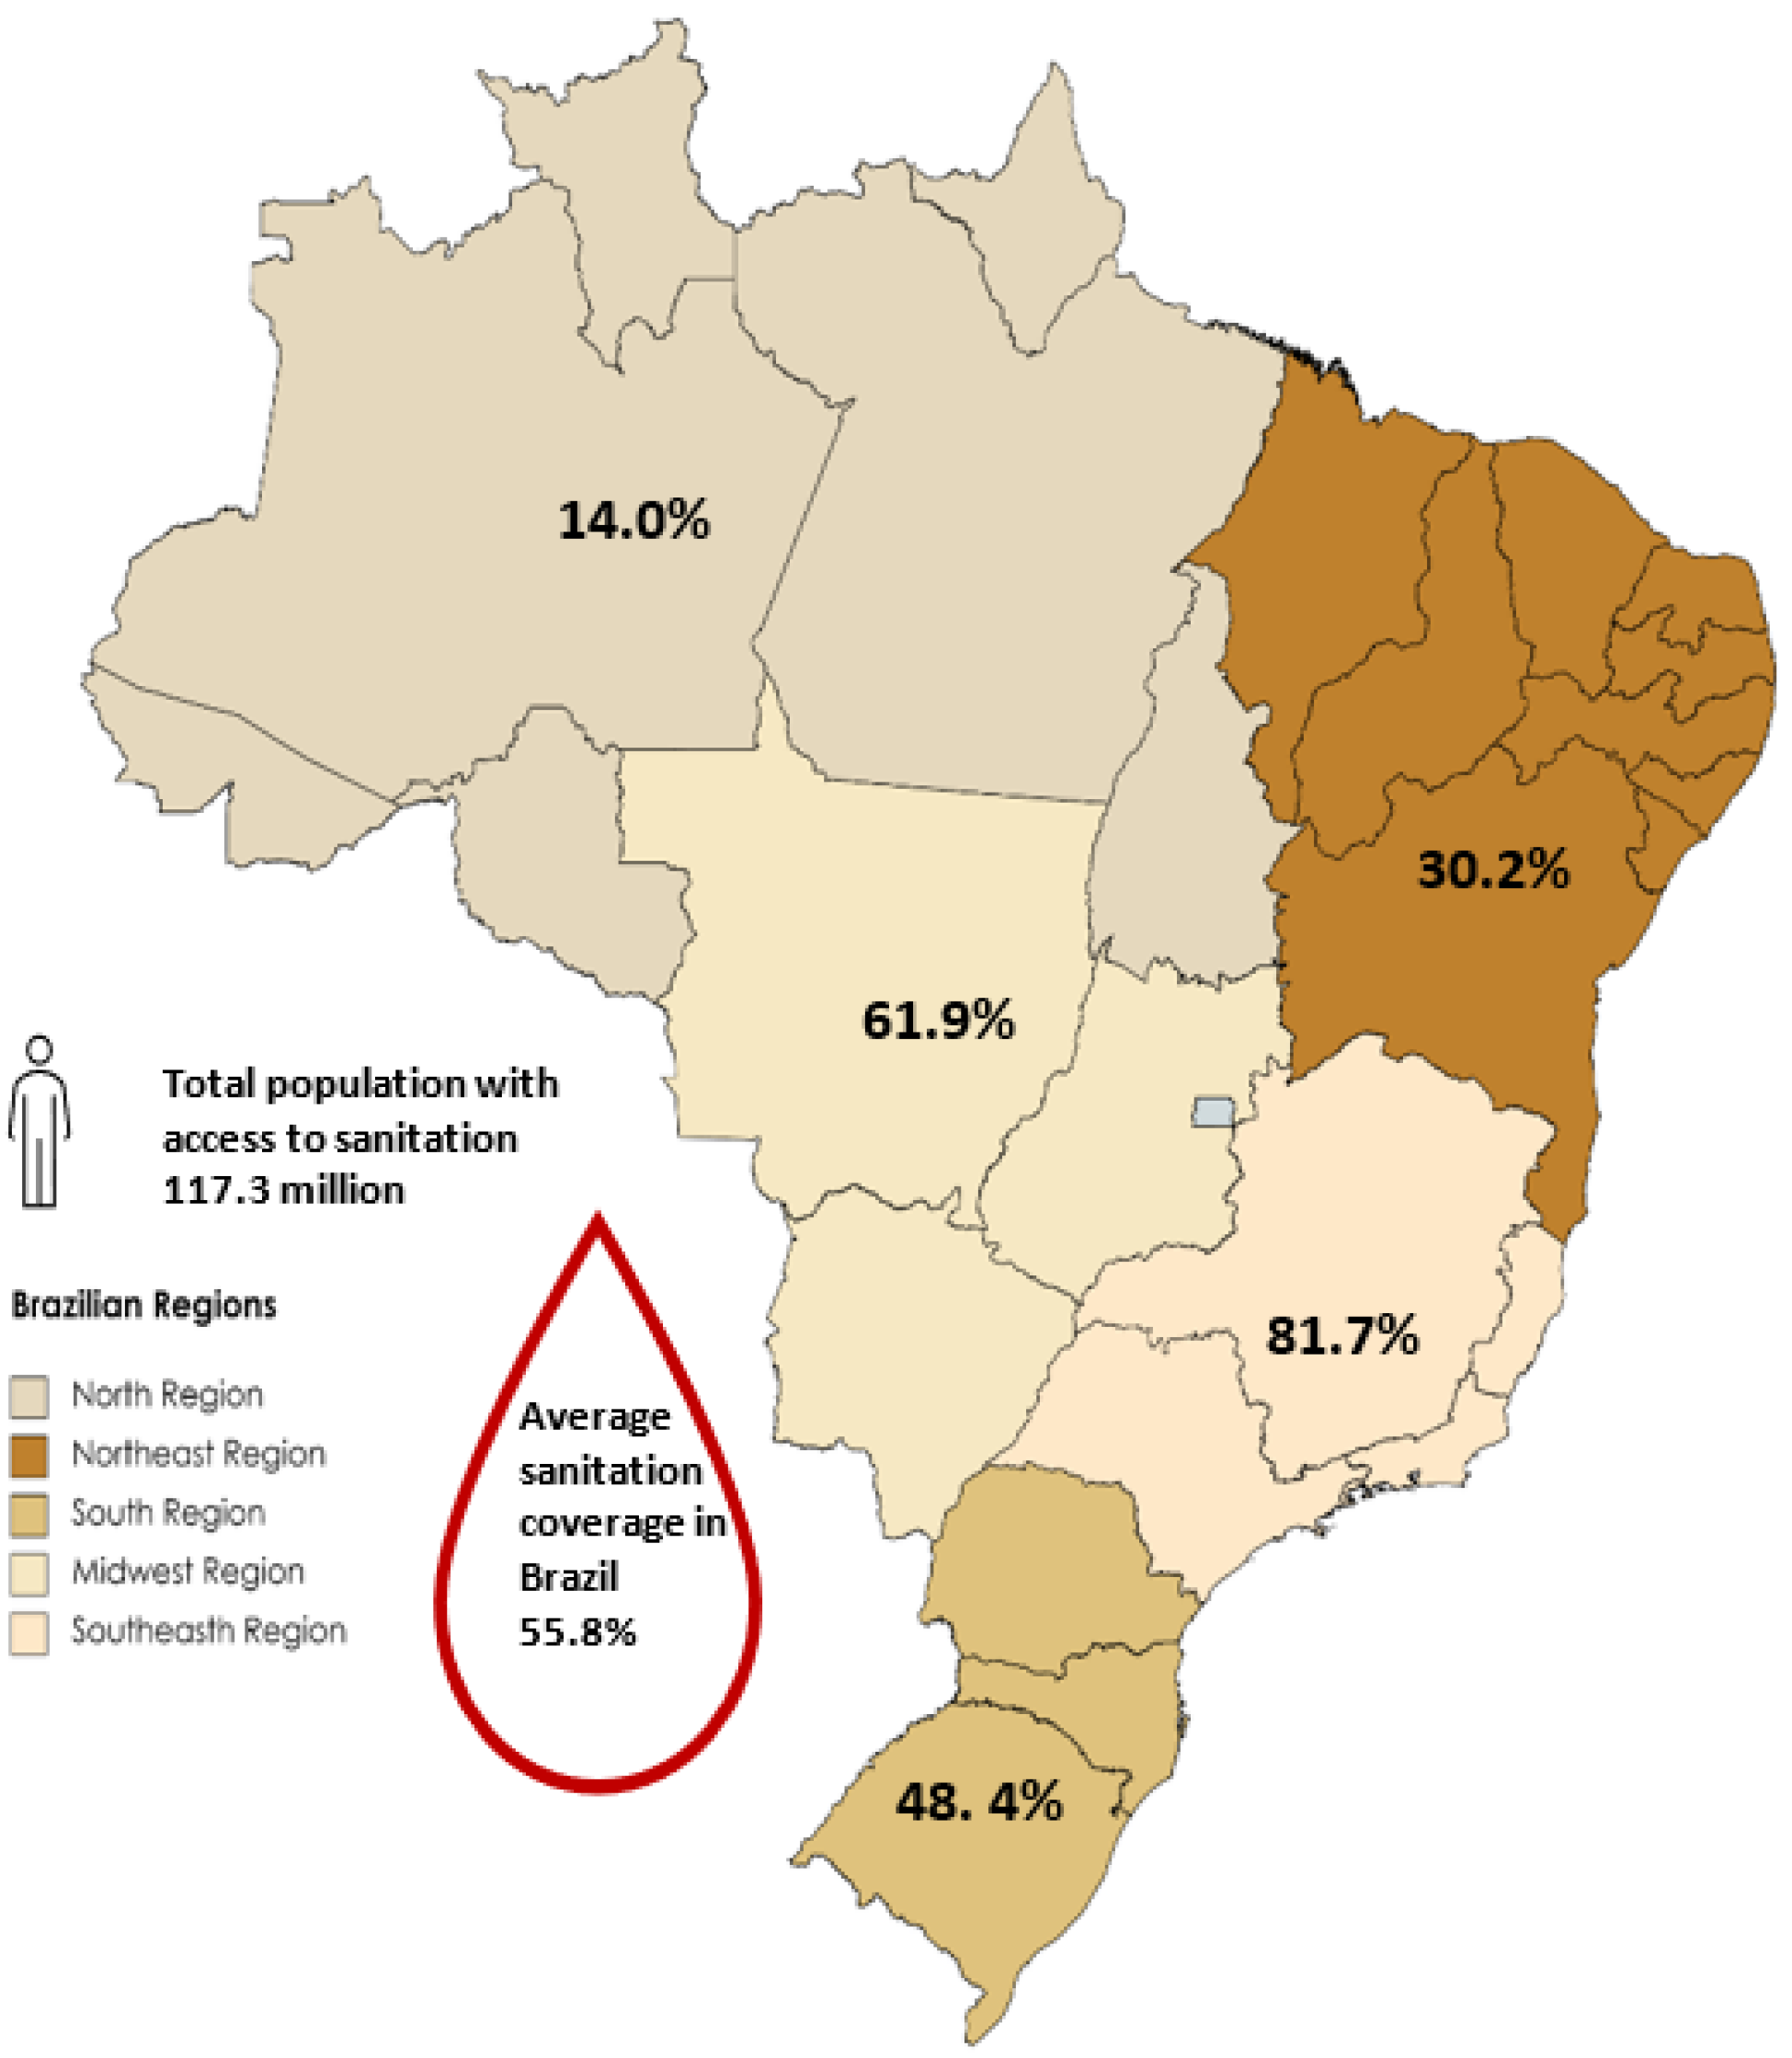 14.0%
30.2%
61.9%
Total population with
access to sanitation
117.3 million
Brazilian Regions
North Region
Northeast Region
South Region
Midwest Region
Southeasth Region
Average
sanitation
coverage in
Brazil
55.8%
81.7%
48. 4%